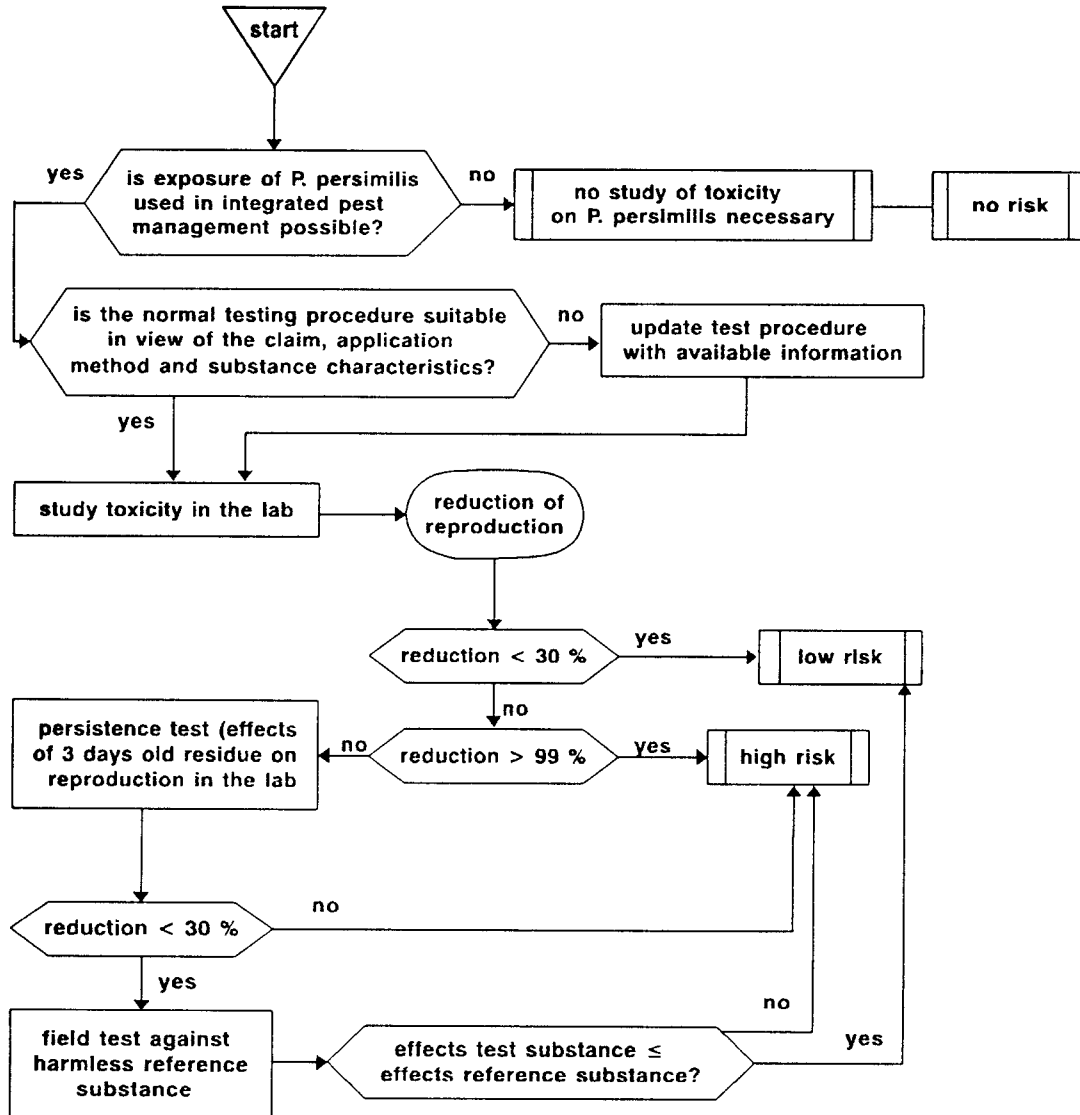 start
yes
is exposure of P. persimilis
used in integrated pest
management possible?
no
no study of toxicity
on P. persimilis necessary
no risk
is the normal testing procedure suitable
in view of the claim, application
method and substance characteristics?
no
update test procedure
with available information
yes
study toxicity in the lab
reduction of
reproduction
reduction < 30 %
yes
low risk
no
reduction > 99 %
yes
high risk
no
persistence test (effects
of 3 days old residue on
reproduction in the lab
reduction < 30 %
no
yes
field test against
harmless reference
substance
effects test substance ≤
effects reference substance?
no
yes